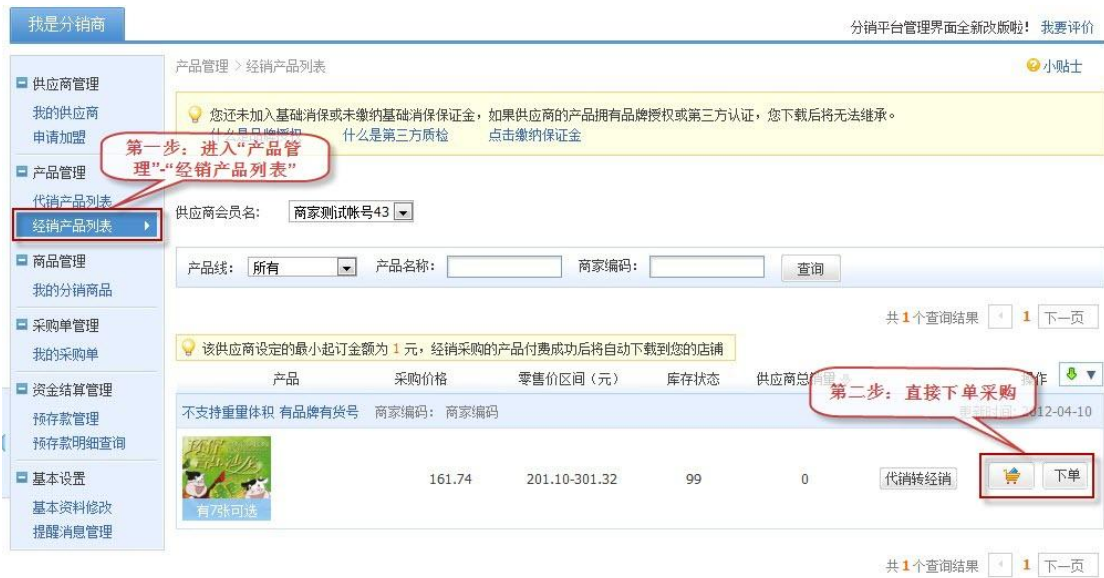 我是分销商
分销平台管理界面全新改版啦！ 我要评价
供应商管理
我的供应商
申请加盟
产品管理
代销产品列表
经销产品列表
商品管理
我的分销商品
采购单管理
我的采购单
资金结算管理
预存款管理
预存款明细查询
基本设置
基本资料修改
提醒消息管理
产品管理 > 经销产品列表
小贴士
您还未加入基础消保或未缴纳基础消保保证金，如果供应商的产品拥有品牌授权或第三方认证，您下载后将无法继承。
什么是品牌授权 什么是第三方质检 点击缴纳保证金
第一步：进入“产品管
理”-“经销产品列表”
供应商会员名： 商家测试帐号43
产品线： 所有 产品名称： 商家编码： 查询
共1个查询结果 1 下一页
该供应商设定的最小起订金额为 1 元，经销采购的产品付费成功后将自动下载到您的店铺
产品 采购价格 零售价区间（元） 库存状态 供应商总销量 操作
第二步：直接下单采购
不支持重量体积 有品牌有货号 商家编码： 商家编码 更新时间: 2012-04-10
有7张可选
161.74 201.10-301.32 99 0 代销转经销 下单
共1个查询结果 1 下一页